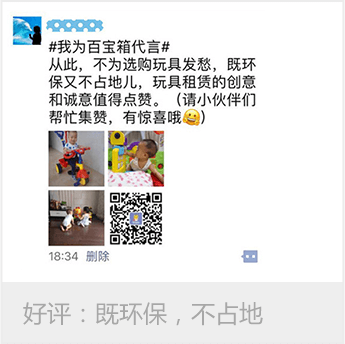 #我为百宝箱代言#
从此，不为选购玩具发愁，既环
保又不占地儿，玩具租赁的创意
和诚意值得点赞。（请小伙伴们
帮忙集赞，有惊喜哦🤗）
18:34 删除
好评：既环保，不占地